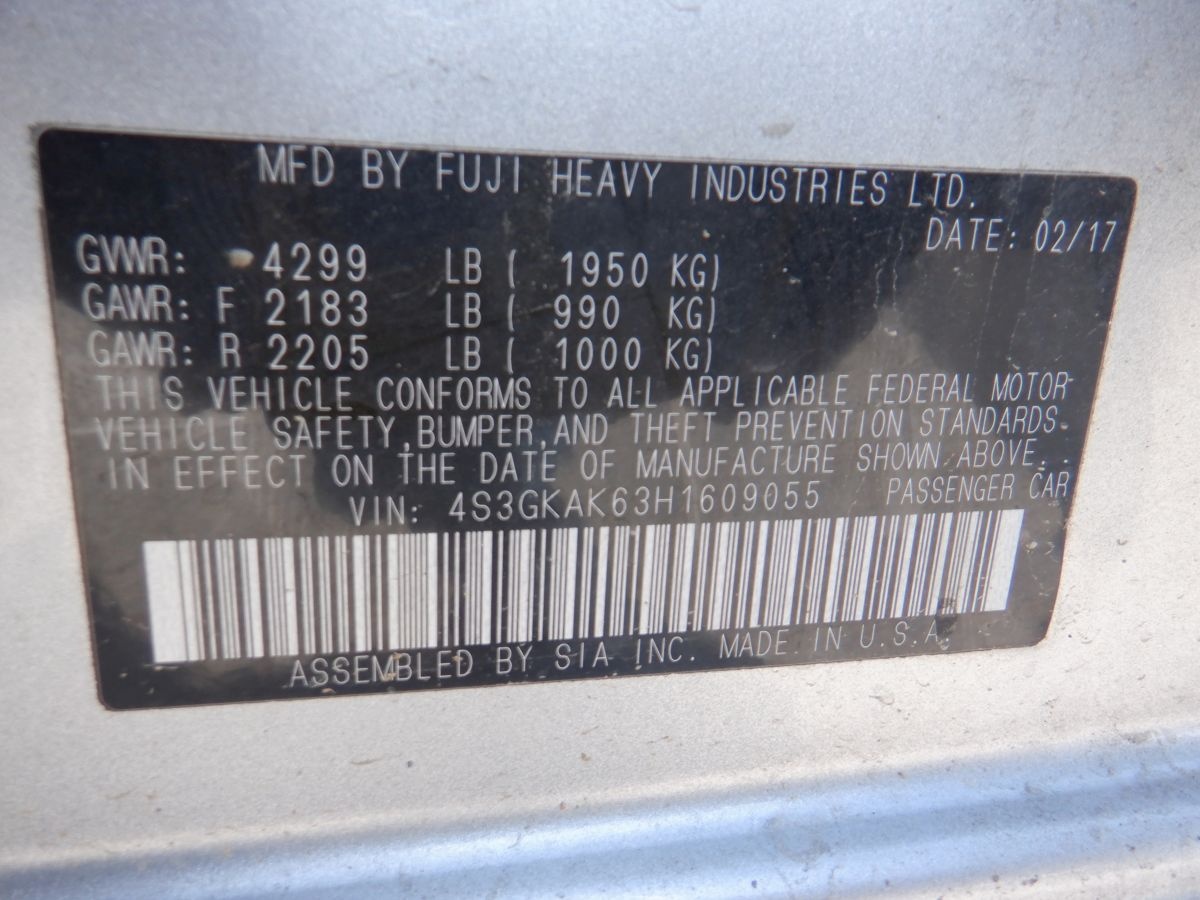 MFD BY FUJI HEAVY INDUSTRIES LTD.
DATE: 02/17
GVWR: 4299 LB ( 1950 KG)
GAWR: F 2183 LB ( 990 KG)
GAWR: R 2205 LB ( 1000 KG)
THIS VEHICLE CONFORMS TO ALL APPLICABLE FEDERAL MOTOR
VEHICLE SAFETY,BUMPER,AND THEFT PREVENTION STANDARDS
IN EFFECT ON THE DATE OF MANUFACTURE SHOWN ABOVE.
VIN: 4S3GKAK63H1609055 PASSENGER CAR
ASSEMBLED BY SIA INC. MADE IN U.S.A.